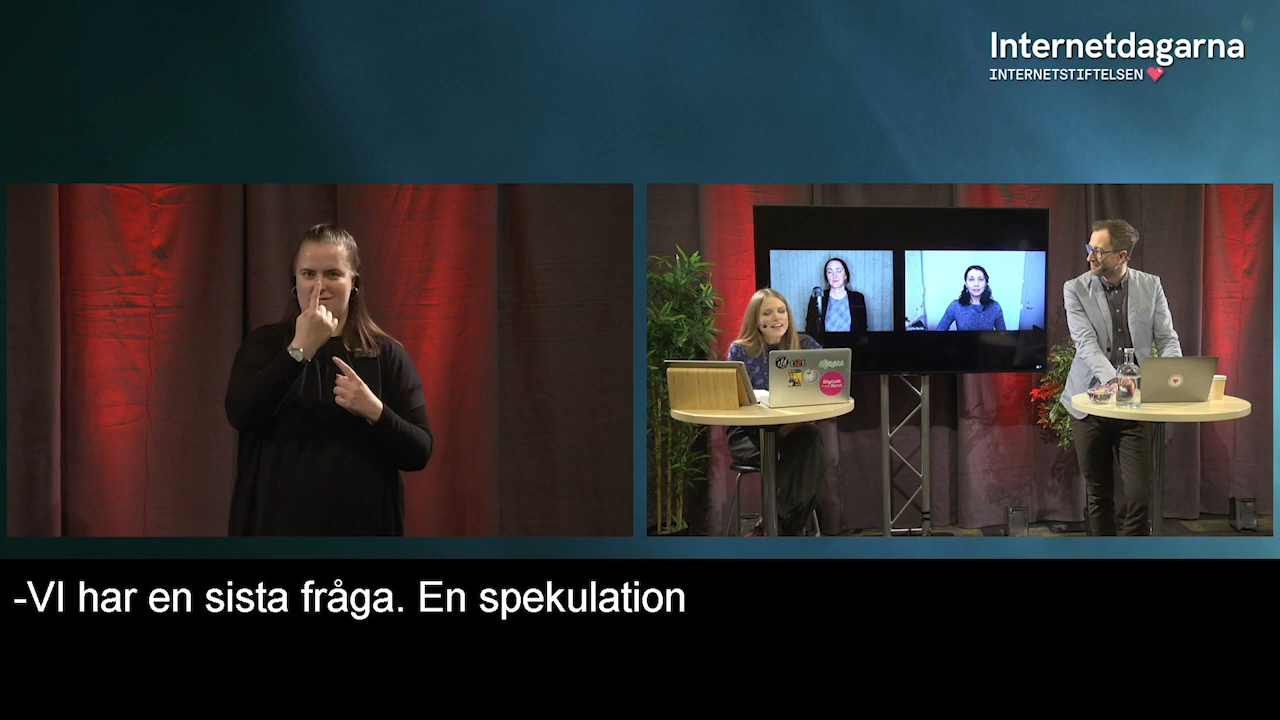 Internetdagarna
INTERNETSTIFTELSEN
-VI har en sista fråga. En spekulation